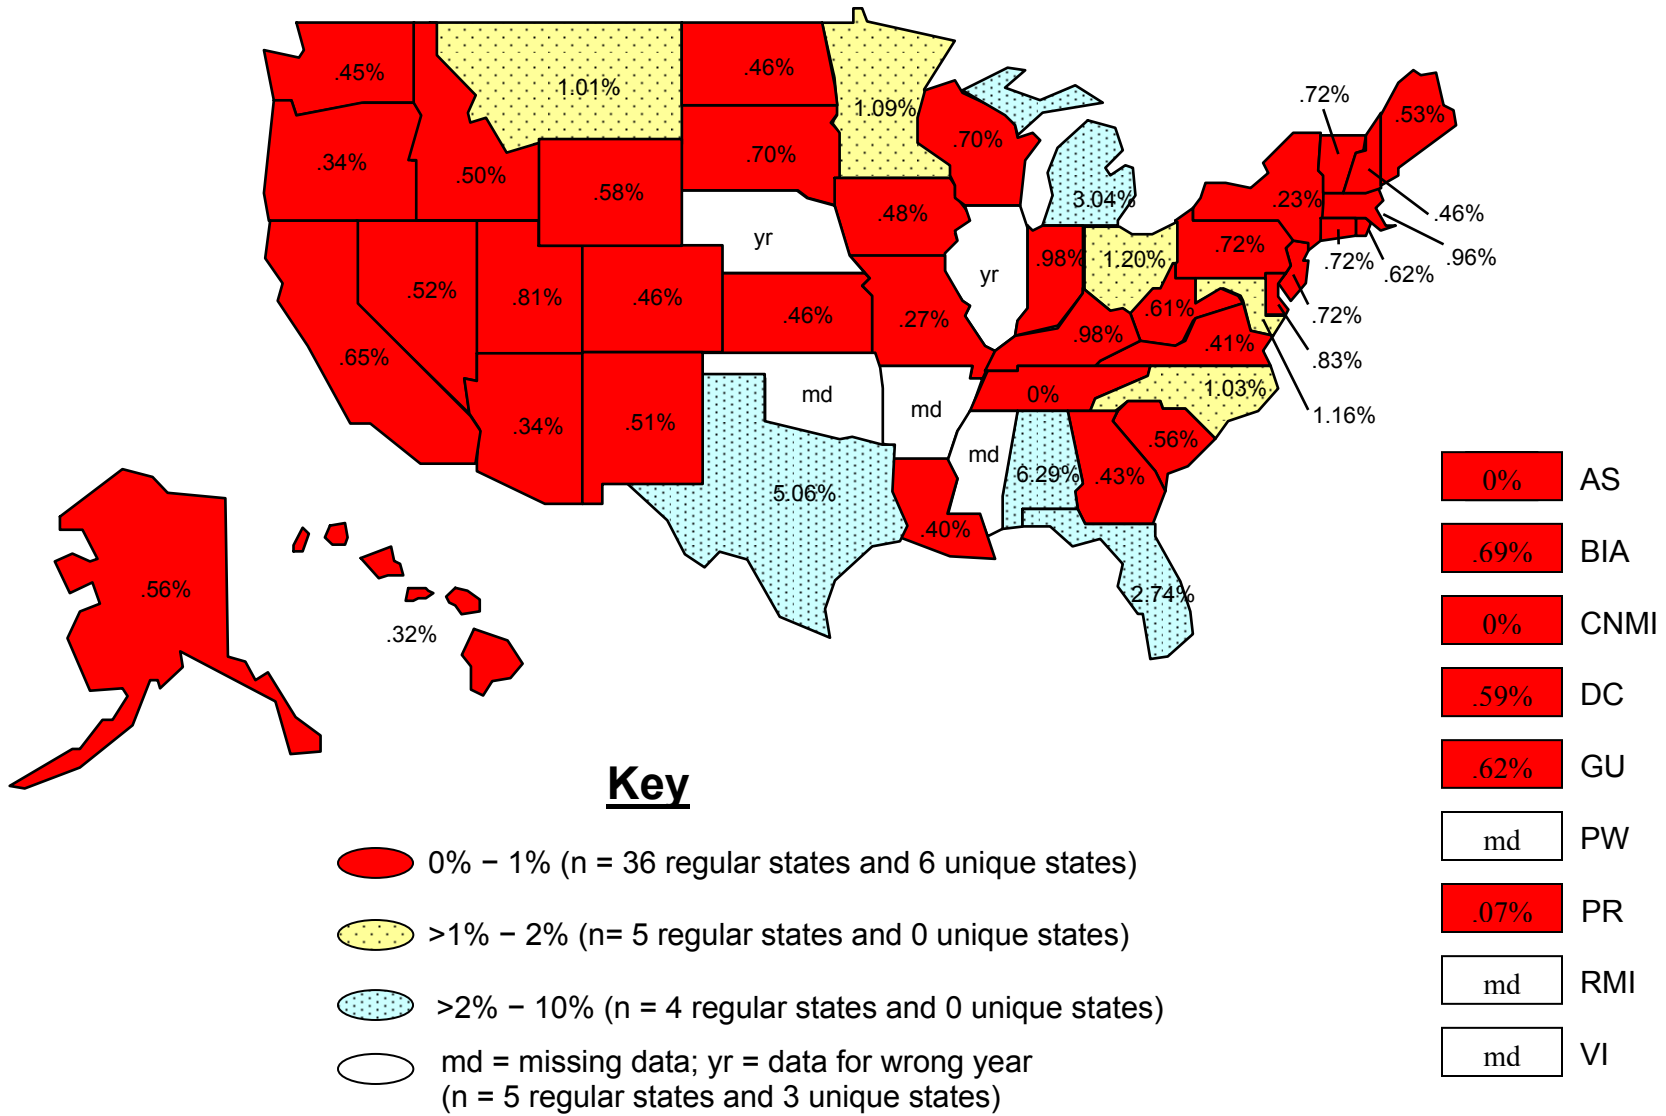 .45%
1.01%
.46%
1.09%
.72%
.53%
.34%
.50%
.58%
.70%
.70%
3.04%
.23%
.46%
.48%
yr
.72%
.96%
.72%
.62%
.52%
.81%
.46%
.46%
.27%
yr
.98%
1.20%
.61%
.72%
.65%
.98%
.41%
.83%
md
md
0%
1.03%
1.16%
.34%
.51%
md
.56%
5.06%
6.29%
.43%
.40%
2.74%
.56%
.32%
0% AS
.69% BIA
0% CNMI
.59% DC
.62% GU
md PW
.07% PR
md RMI
md VI
Key
0% − 1% (n = 36 regular states and 6 unique states)
>1% − 2% (n= 5 regular states and 0 unique states)
>2% − 10% (n = 4 regular states and 0 unique states)
md = missing data; yr = data for wrong year
(n = 5 regular states and 3 unique states)